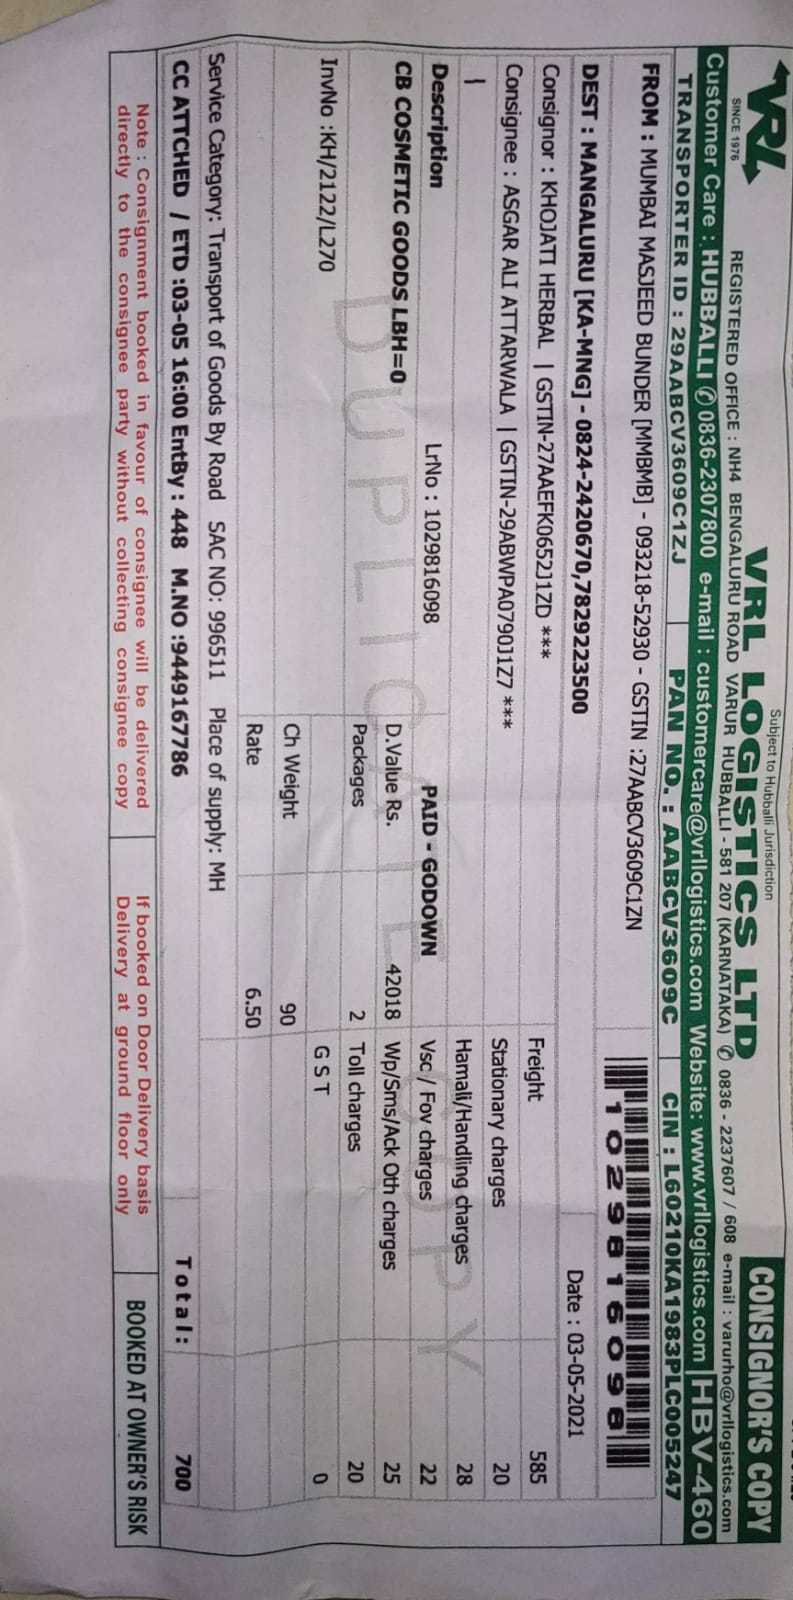 Subject to Hubballi Jurisdiction
VRL
SINCE 1976
VRL LOGISTICS LTD
CONSIGNOR'S COPY
REGISTERED OFFICE : NH4 BENGALURU ROAD VARUR HUBBALLI - 581 207 (KARNATAKA) ✆ 0836 - 2237607 / 608 e-mail : varurho@vrllogistics.com
Customer Care : HUBBALLI ✆ 0836-2307800 e-mail : customercare@vrllogistics.com Website: www.vrllogistics.com HBV-460
TRANSPORTER ID : 29AABCV3609C1ZJ PAN NO. : AABCV3609C CIN : L60210KA1983PLC005247
FROM : MUMBAI MASJEED BUNDER [MMBMB] - 093218-52930 - GSTIN :27AABCV3609C1ZN
1029816098
DEST : MANGALURU [KA-MNG] - 0824-2420670,7829223500
Date : 03-05-2021
Consignor : KHOJATI HERBAL | GSTIN-27AAEFK0652J1ZD ***
Freight 585
Consignee : ASGAR ALI ATTARWALA | GSTIN-29ABWPA0790J1Z7 ***
Stationary charges 20
|
Hamali/Handling charges 28
Description LrNo : 1029816098 PAID - GODOWN
Vsc / Fov charges 22
CB COSMETIC GOODS LBH=0
D.Value Rs. 42018 Wp/Sms/Ack Oth charges 25
Packages 2 Toll charges 20
InvNo :KH/2122/L270
G S T 0
Ch Weight 90
Rate 6.50
DUPLICATE COPY
Service Category: Transport of Goods By Road SAC NO: 996511 Place of supply: MH
CC ATTCHED / ETD :03-05 16:00 EntBy : 448 M.NO :9449167786
Total: 700
Note : Consignment booked in favour of consignee will be delivered
directly to the consignee party without collecting consignee copy
If booked on Door Delivery basis
Delivery at ground floor only
BOOKED AT OWNER'S RISK